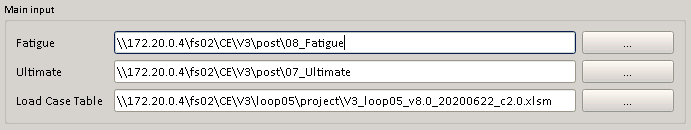 Main input
Fatigue \\172.20.0.4\fs02\CE\V3\post\08_Fatigue ...
Ultimate \\172.20.0.4\fs02\CE\V3\post\07_Ultimate ...
Load Case Table \\172.20.0.4\fs02\CE\V3\loop05\project\V3_loop05_v8.0_20200622_c2.0.xlsm ...